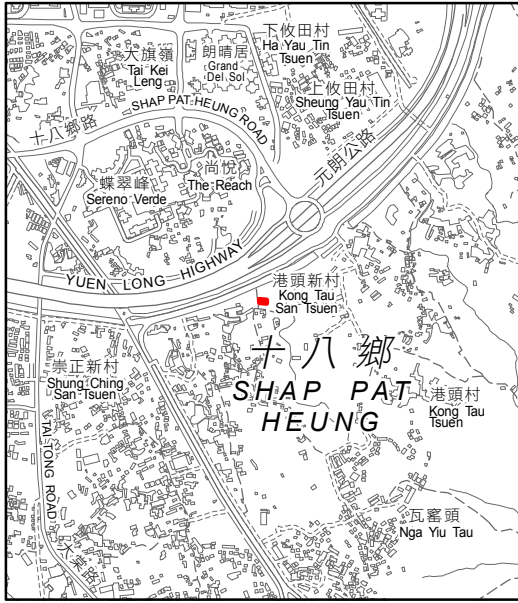 下攸田村
Ha Yau Tin
Tsuen
大旗嶺
Tai Kei
Leng
朗晴居
Grand
Del Sol
上攸田村
Sheung Yau Tin
Tsuen
SHAP PAT HEUNG ROAD
十八鄉路
元朗公路
尚悅
The Reach
蝶翠峰
Sereno Verde
YUEN LONG HIGHWAY
港頭新村
Kong Tau
San Tsuen
十八鄉
SHAP PAT
HEUNG
崇正新村
Shung Ching
San Tsuen
港頭村
Kong Tau
Tsuen
TAI TONG ROAD
大棠路
瓦窰頭
Nga Yiu Tau